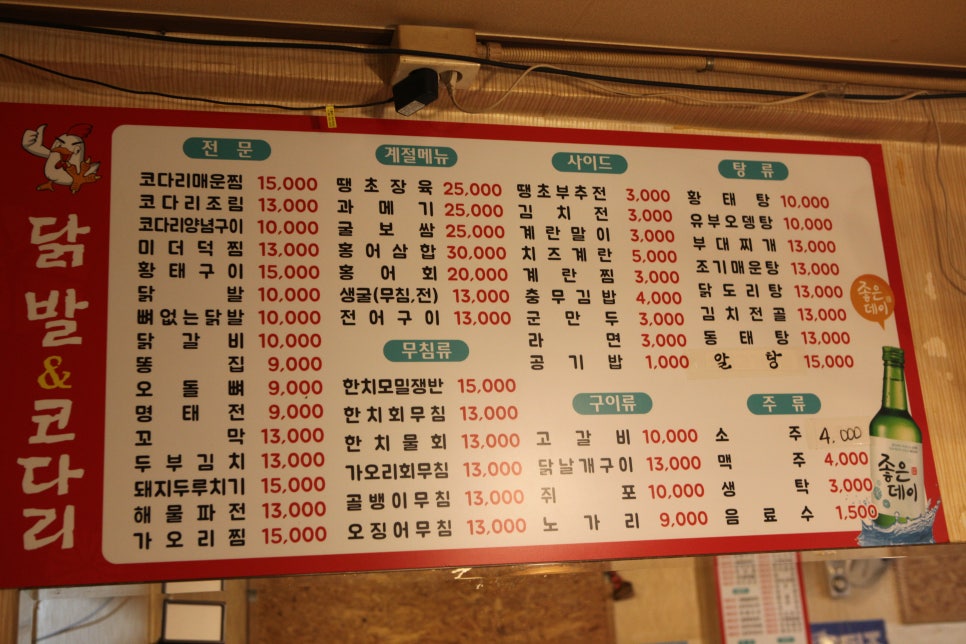 닭발&코다리
전문
코다리매운찜 15,000
코다리조림 13,000
코다리양념구이 10,000
미더덕찜 13,000
황태구이 15,000
닭발 10,000
뼈없는닭발 10,000
닭갈비 10,000
똥집 9,000
오돌뼈 9,000
명태전 9,000
꼬막 13,000
두부김치 13,000
돼지두루치기 15,000
해물파전 13,000
가오리찜 15,000
계절메뉴
땡초장육 25,000
과메기 25,000
굴보쌈 25,000
홍어삼합 30,000
홍어회 20,000
생굴(무침,전) 13,000
전어구이 13,000
무침류
한치모밀쟁반 15,000
한치회무침 13,000
한치물회 13,000
가오리회무침 13,000
골뱅이무침 13,000
오징어무침 13,000
사이드
땡초부추전 3,000
김치전 3,000
계란말이 3,000
치즈계란 5,000
계란찜 3,000
충무김밥 4,000
군만두 3,000
라면 3,000
공기밥 1,000
구이류
고갈비 10,000
닭날개구이 13,000
쥐포 10,000
노가리 9,000
탕류
황태탕 10,000
유부오뎅탕 10,000
부대찌개 13,000
조기매운탕 13,000
닭도리탕 13,000
김치전골 13,000
동태탕 13,000
알탕 15,000
주류
소주 4,000
맥주 4,000
생탁 3,000
음료수 1,500
좋은데이
좋은데이